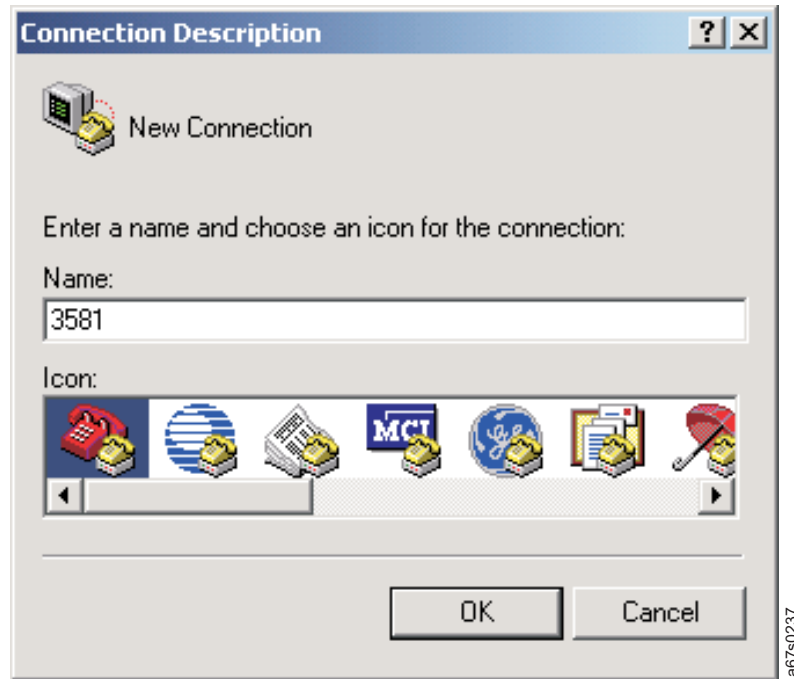 Connection Description
New Connection
Enter a name and choose an icon for the connection:
Name:
3581
Icon:
MCI
OK
Cancel
a67s0237